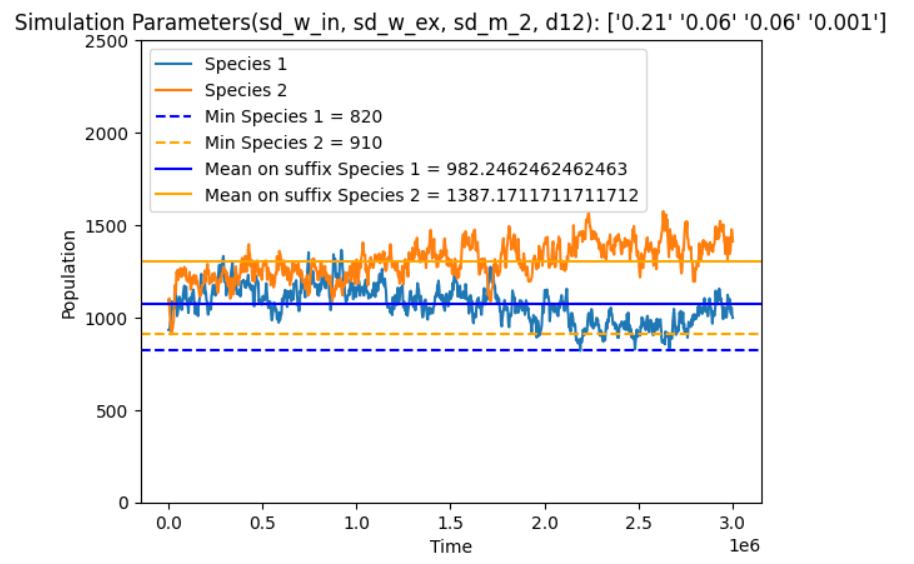 Simulation Parameters(sd_w_in, sd_w_ex, sd_m_2, d12): ['0.21' '0.06' '0.06' '0.001']
2500
2000
1500
1000
500
0
Population
Species 1
Species 2
Min Species 1 = 820
Min Species 2 = 910
Mean on suffix Species 1 = 982.2462462462463
Mean on suffix Species 2 = 1387.1711711711712
0.0 0.5 1.0 1.5 2.0 2.5 3.0
1e6
Time